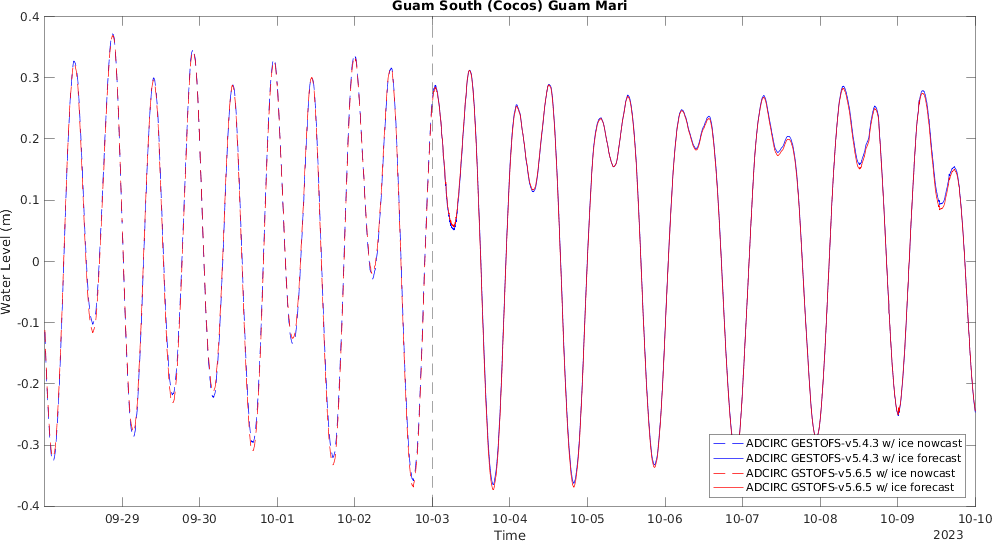 Guam South (Cocos) Guam Mari
Water Level (m)
0.4
0.3
0.2
0.1
0
-0.1
-0.2
-0.3
-0.4
ADCIRC GESTOFS-v5.4.3 w/ ice nowcast
ADCIRC GESTOFS-v5.4.3 w/ ice forecast
ADCIRC GSTOFS-v5.6.5 w/ ice nowcast
ADCIRC GSTOFS-v5.6.5 w/ ice forecast
09-29 09-30 10-01 10-02 10-03 10-04 10-05 10-06 10-07 10-08 10-09 10-10
Time
2023